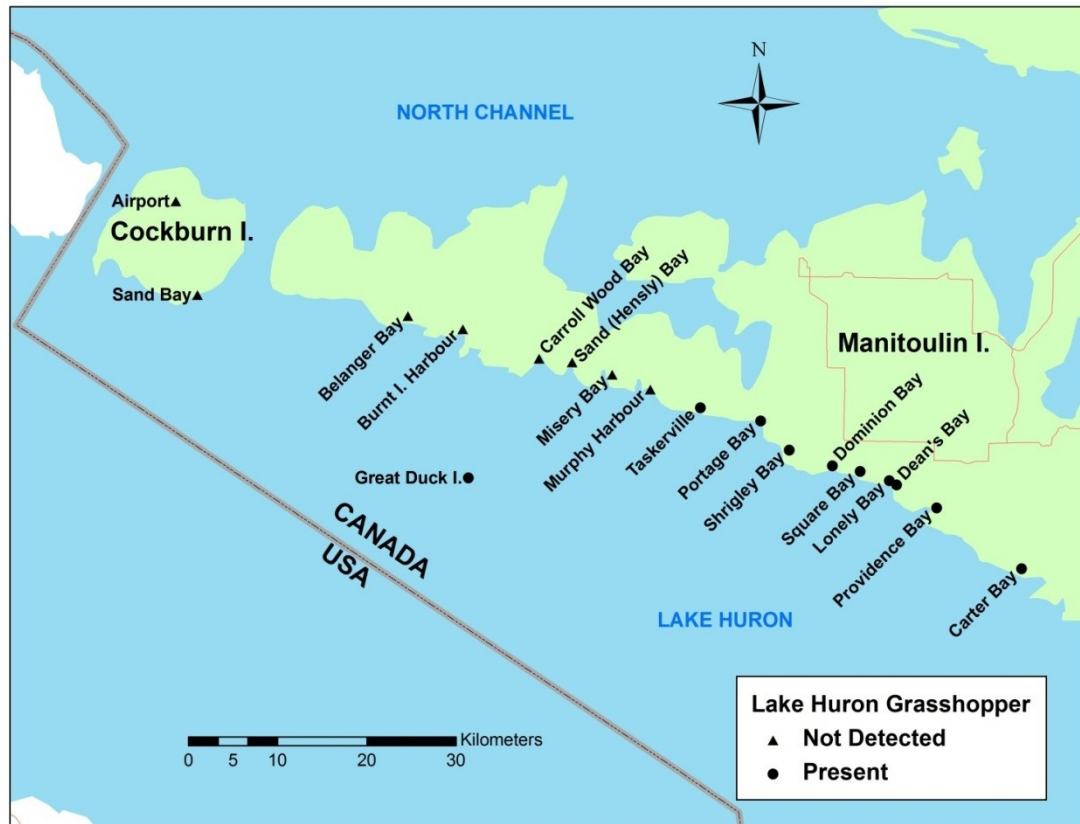 N
NORTH CHANNEL
Airport
Cockburn I.
Sand Bay
Belanger Bay
Burnt I. Harbour
Carroll Wood Bay
Sand (Hensly) Bay
Misery Bay
Murphy Harbour
Taskerville
Portage Bay
Shrigley Bay
Manitoulin I.
Dominion Bay
Square Bay
Lonely Bay
Dean's Bay
Providence Bay
Carter Bay
Great Duck I.
CANADA
USA
LAKE HURON
Kilometers
0 5 10 20 30
Lake Huron Grasshopper
Not Detected
Present